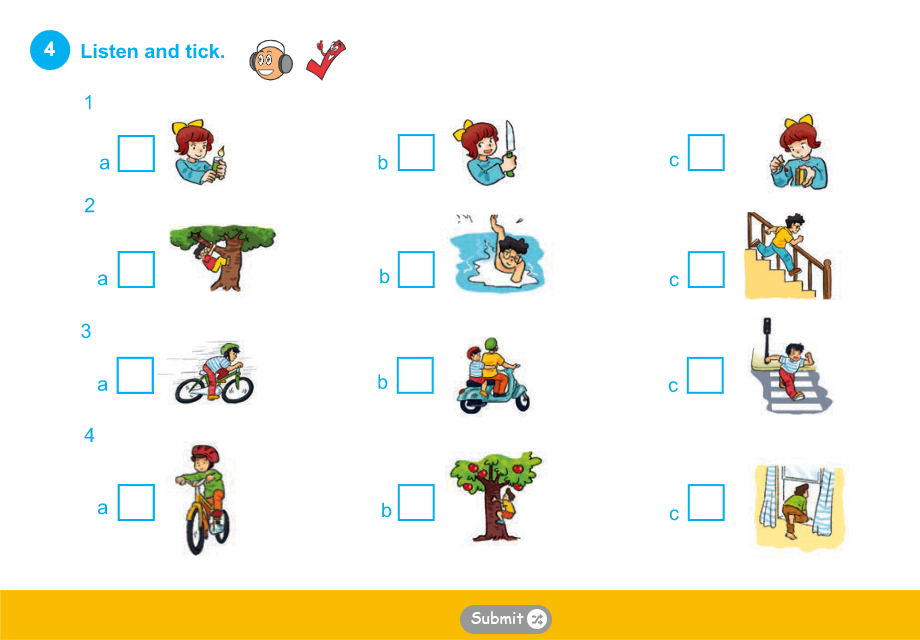 4 Listen and tick.
1
a b c
2
a b c
3
a b c
4
a b c
Submit